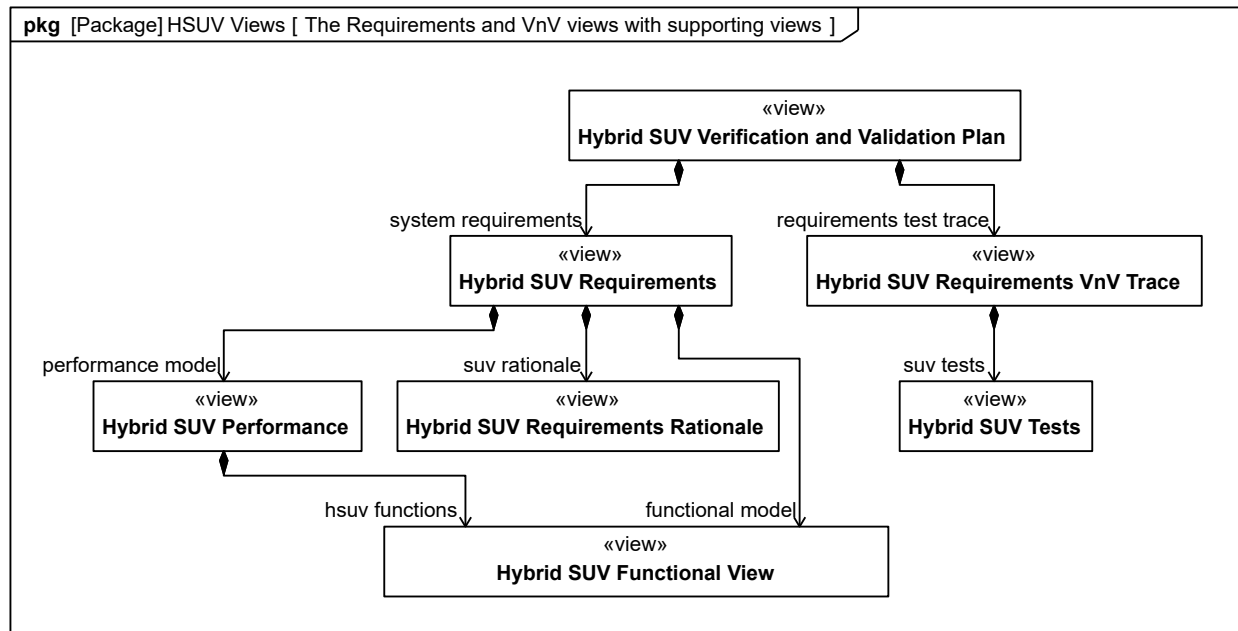 pkg [Package] HSUV Views [ The Requirements and VnV views with supporting views ]
«view»
Hybrid SUV Verification and Validation Plan
system requirements
requirements test trace
«view»
Hybrid SUV Requirements
«view»
Hybrid SUV Requirements VnV Trace
performance model
suv rationale
suv tests
«view»
Hybrid SUV Performance
«view»
Hybrid SUV Requirements Rationale
«view»
Hybrid SUV Tests
hsuv functions
functional model
«view»
Hybrid SUV Functional View